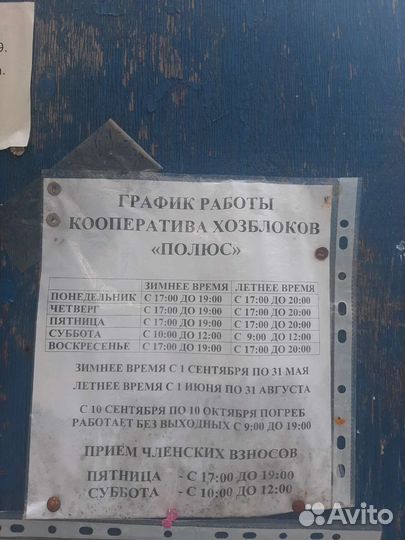 9.
а.
ГРАФИК РАБОТЫ
КООПЕРАТИВА ХОЗБЛОКОВ
«ПОЛЮС»
ЗИМНЕЕ ВРЕМЯ ЛЕТНЕЕ ВРЕМЯ
ПОНЕДЕЛЬНИК С 17:00 ДО 19:00 С 17:00 ДО 20:00
ЧЕТВЕРГ С 17:00 ДО 19:00 С 17:00 ДО 20:00
ПЯТНИЦА С 17:00 ДО 19:00 С 17:00 ДО 20:00
СУББОТА С 10:00 ДО 12:00 С 9:00 ДО 12:00
ВОСКРЕСЕНЬЕ С 17:00 ДО 19:00 С 17:00 ДО 20:00
ЗИМНЕЕ ВРЕМЯ С 1 СЕНТЯБРЯ ПО 31 МАЯ
ЛЕТНЕЕ ВРЕМЯ С 1 ИЮНЯ ПО 31 АВГУСТА
С 10 СЕНТЯБРЯ ПО 10 ОКТЯБРЯ ПОГРЕБ
РАБОТАЕТ БЕЗ ВЫХОДНЫХ С 9:00 ДО 19:00
ПРИЕМ ЧЛЕНСКИХ ВЗНОСОВ
ПЯТНИЦА - С 17:00 ДО 19:00
СУББОТА - С 10:00 ДО 12:00
Avito